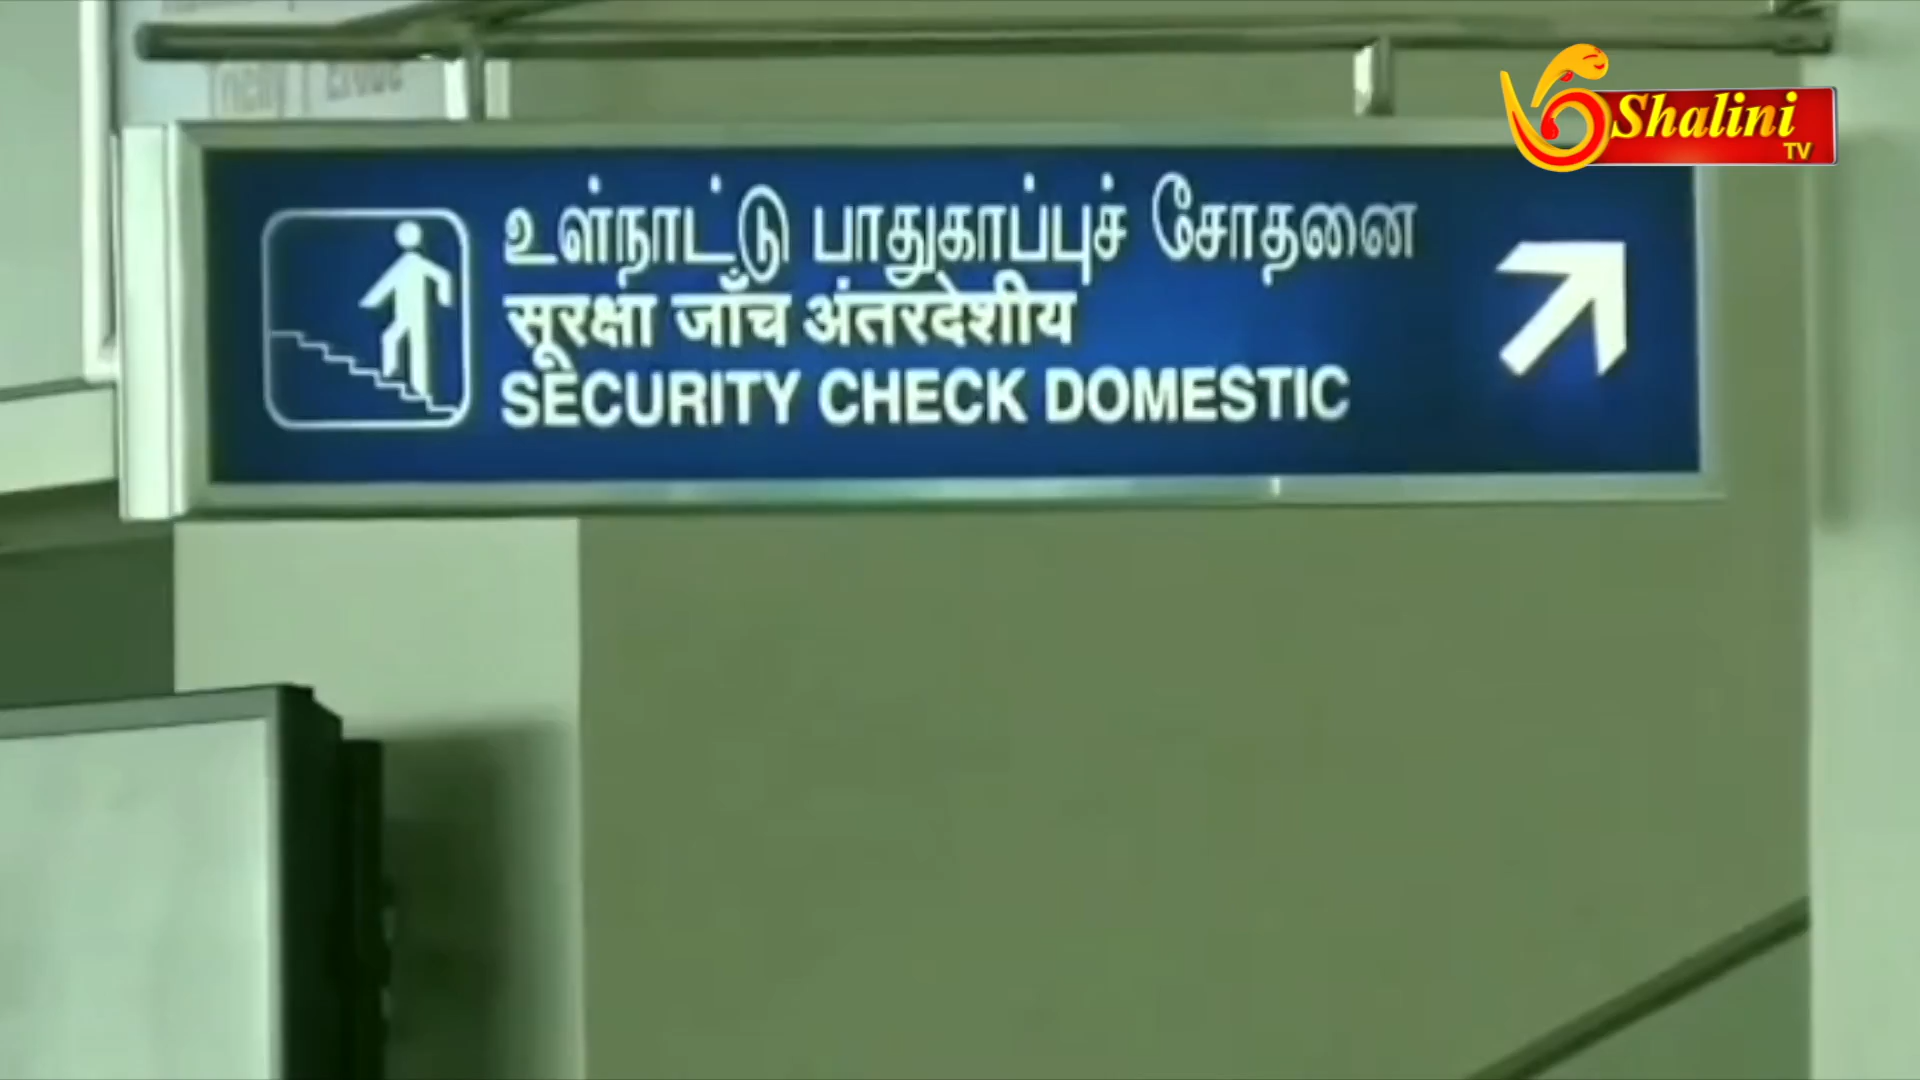 Shalini
TV
உள்நாட்டு பாதுகாப்புச் சோதனை
सूरक्षा जाँच अंतरदेशीय
SECURITY CHECK DOMESTIC